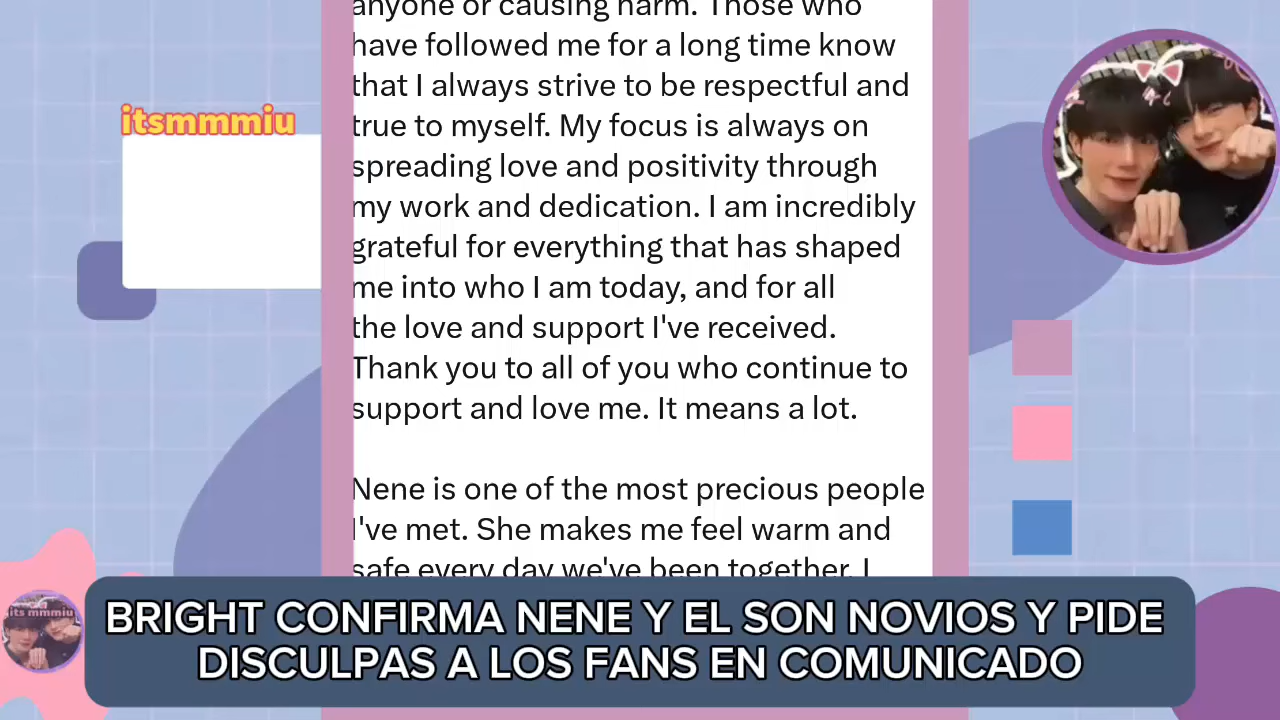 anyone or causing harm. Those who
have followed me for a long time know
that I always strive to be respectful and
true to myself. My focus is always on
spreading love and positivity through
my work and dedication. I am incredibly
grateful for everything that has shaped
me into who I am today, and for all
the love and support I've received.
Thank you to all of you who continue to
support and love me. It means a lot.
Nene is one of the most precious people
I've met. She makes me feel warm and
safe every day we've been together. I
itsmmmiu
its mmmiu
BRIGHT CONFIRMA NENE Y EL SON NOVIOS Y PIDE
DISCULPAS A LOS FANS EN COMUNICADO